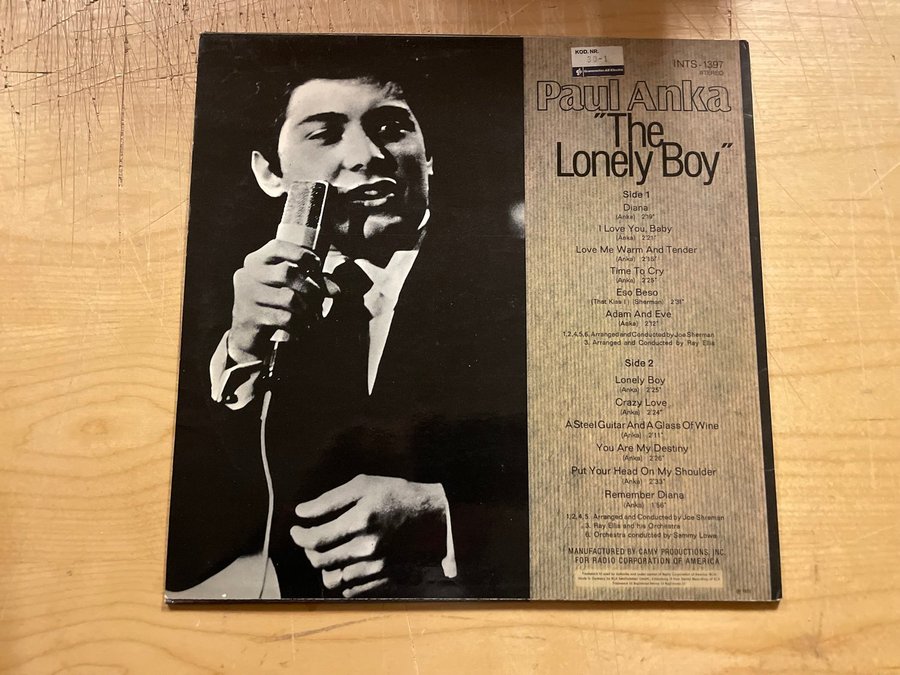 KOD. NR.
30-1
INTS-1397
STEREO
Paul Anka
"The
Lonely Boy"
Side 1
Diana
(Anka) 2'19"
I Love You, Baby
(Anka) 2'21"
Love Me Warm And Tender
(Anka) 2'15"
Time To Cry
(Anka) 2'25"
Eso Beso
(That Kiss!) (Sherman) 2'31"
Adam And Eve
(Anka) 2'12"
1,2,4,5,6. Arranged and Conducted by Joe Sherman
3. Arranged and Conducted by Ray Ellis
Side 2
Lonely Boy
(Anka) 2'25"
Crazy Love
(Anka) 2'24"
A Steel Guitar And A Glass Of Wine
(Anka) 2'11"
You Are My Destiny
(Anka) 2'26"
Put Your Head On My Shoulder
(Anka) 2'33"
Remember Diana
(Anka) 1'56"
1,2,4,5. Arranged and Conducted by Joe Shreman
3. Ray Ellis and his Orchestra
6. Orchestra conducted by Sammy Lowe
MANUFACTURED BY CAMY PRODUCTIONS, INC.
FOR RADIO CORPORATION OF AMERICA